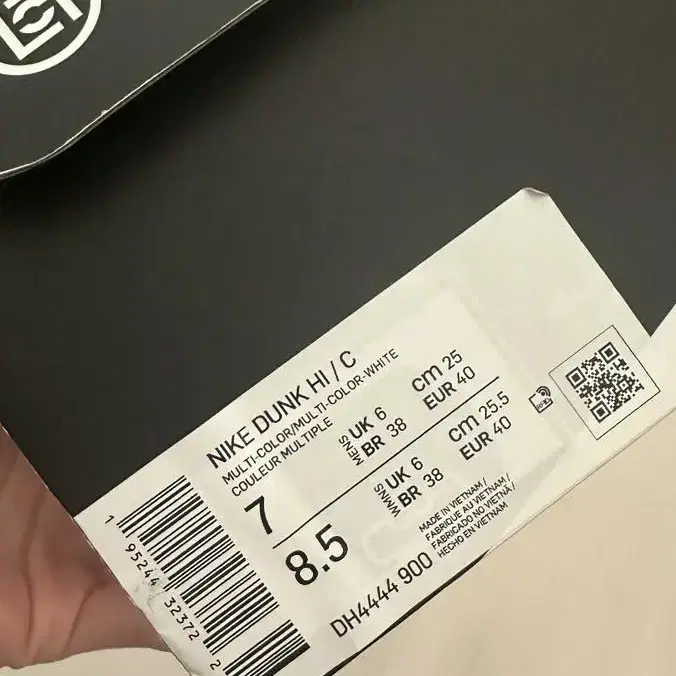 NIKE DUNK HI / C
MULTI-COLOR/MULTI-COLOR-WHITE
COULEUR MULTIPLE
7
MENS
UK 6
BR 38
cm 25
EUR 40
8.5
WMNS
UK 6
BR 38
cm 25.5
EUR 40
MADE IN VIETNAM /
FABRIQUE AU VIETNAM /
FABRICADO NO VIETNÃ /
HECHO EN VIETNAM
DH4444 900
1 95244 32372 2